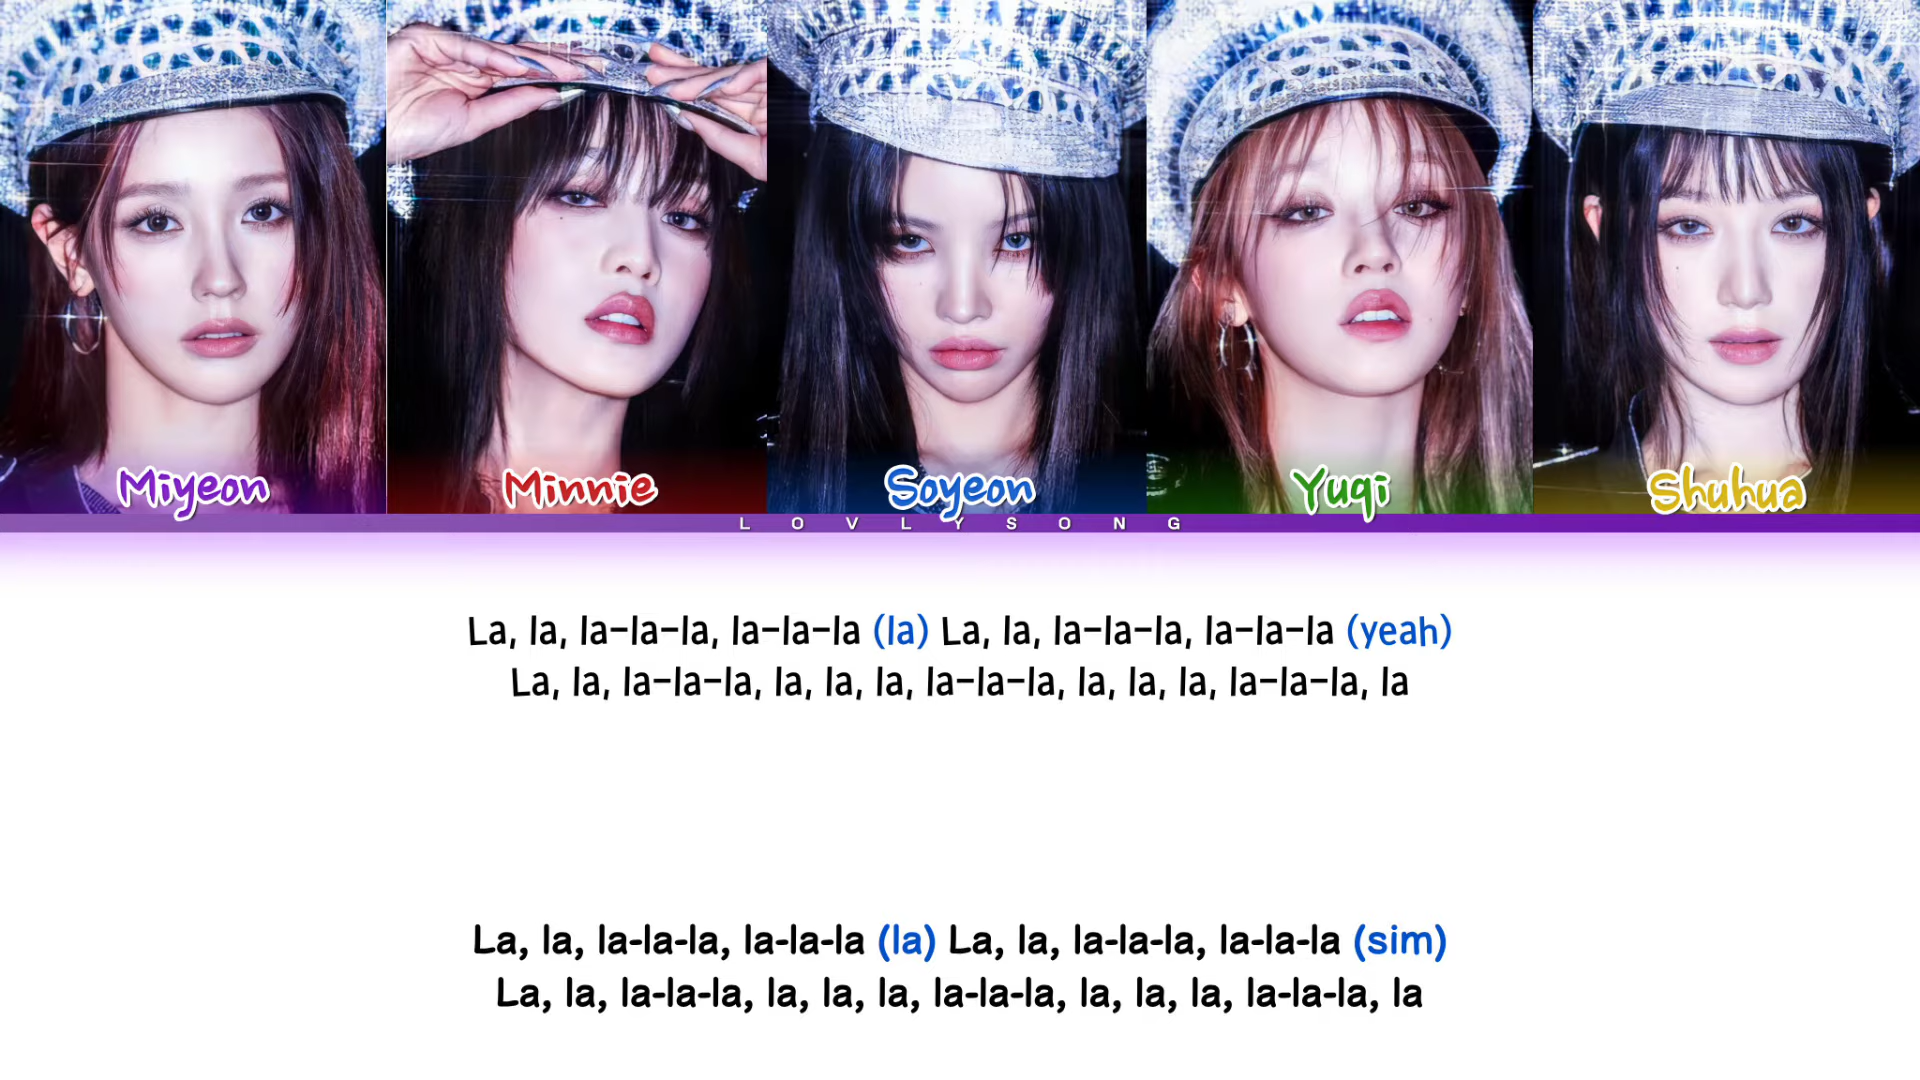 Miyeon Minnie Soyeon Yuqi Shuhua
LOVLYSONG
La, la, la-la-la, la-la-la (la) La, la, la-la-la, la-la-la (yeah)
La, la, la-la-la, la, la, la, la-la-la, la, la, la, la-la-la, la
La, la, la-la-la, la-la-la (la) La, la, la-la-la, la-la-la (sim)
La, la, la-la-la, la, la, la, la-la-la, la, la, la, la-la-la, la